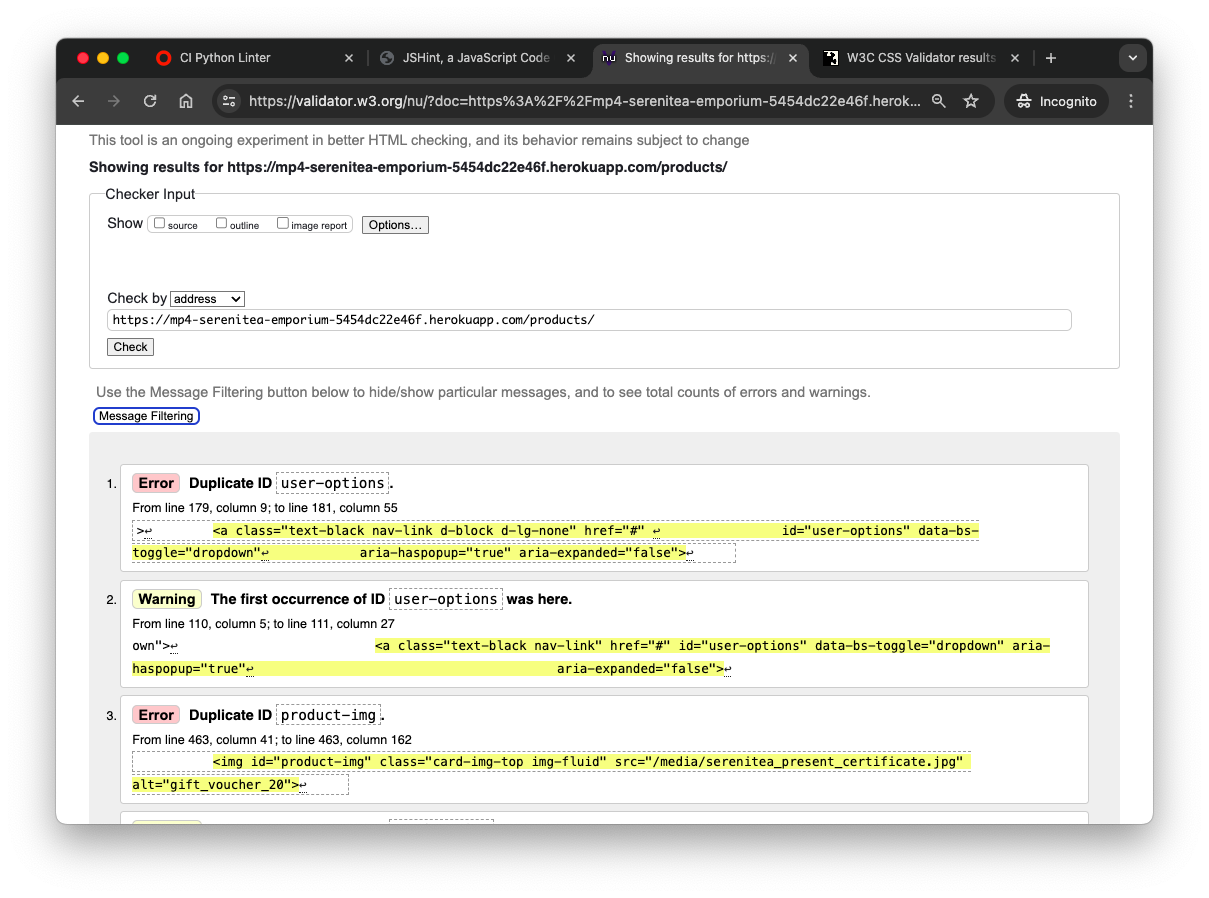 CI Python Linter
JSHint, a JavaScript Code
nu Showing results for https:/
W3C CSS Validator results
https://validator.w3.org/nu/?doc=https%3A%2F%2Fmp4-serenitea-emporium-5454dc22e46f.herok...
Incognito
This tool is an ongoing experiment in better HTML checking, and its behavior remains subject to change
Showing results for https://mp4-serenitea-emporium-5454dc22e46f.herokuapp.com/products/
Checker Input
Show source outline image report Options...
Check by address
https://mp4-serenitea-emporium-5454dc22e46f.herokuapp.com/products/
Check
Use the Message Filtering button below to hide/show particular messages, and to see total counts of errors and warnings.
Message Filtering
1. Error Duplicate ID user-options.
From line 179, column 9; to line 181, column 55
>↩ <a class="text-black nav-link d-block d-lg-none" href="#" ↩ id="user-options" data-bs-
toggle="dropdown"↩ aria-haspopup="true" aria-expanded="false">↩
2. Warning The first occurrence of ID user-options was here.
From line 110, column 5; to line 111, column 27
own">↩ <a class="text-black nav-link" href="#" id="user-options" data-bs-toggle="dropdown" aria-
haspopup="true"↩ aria-expanded="false">↩
3. Error Duplicate ID product-img.
From line 463, column 41; to line 463, column 162
<img id="product-img" class="card-img-top img-fluid" src="/media/serenitea_present_certificate.jpg"
alt="gift_voucher_20">↩